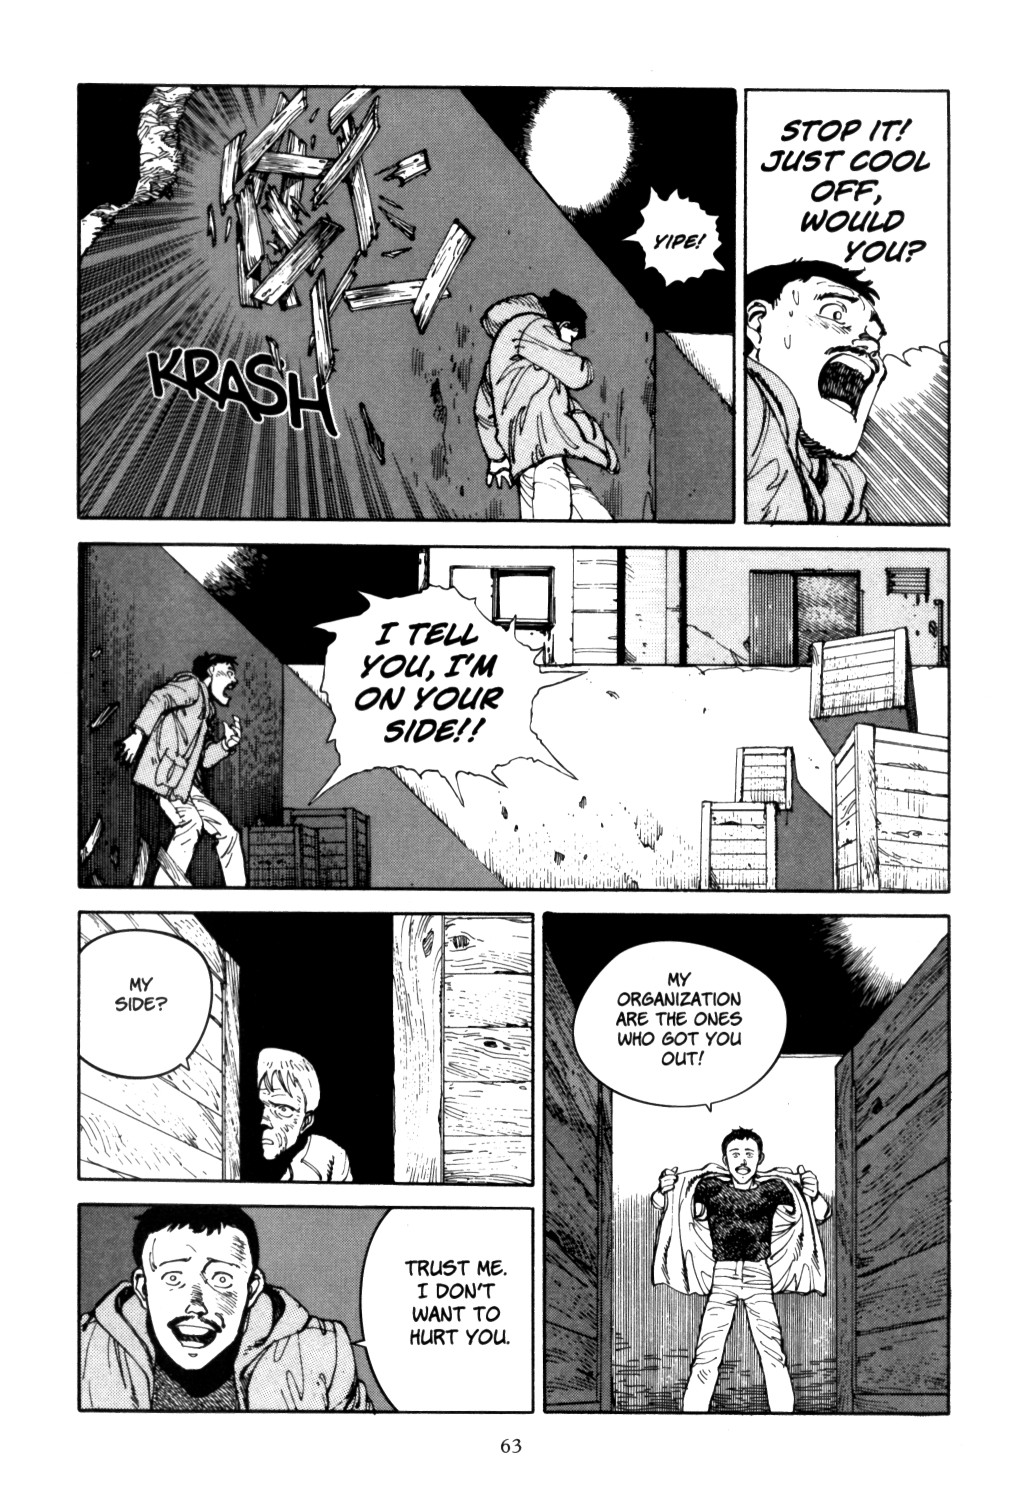 YIPE!
KRASH
STOP IT!
JUST COOL
OFF,
WOULD
YOU?
I TELL
YOU, I'M
ON YOUR
SIDE!!
MY
SIDE?
MY
ORGANIZATION
ARE THE ONES
WHO GOT YOU
OUT!
TRUST ME.
I DON'T
WANT TO
HURT YOU.
63